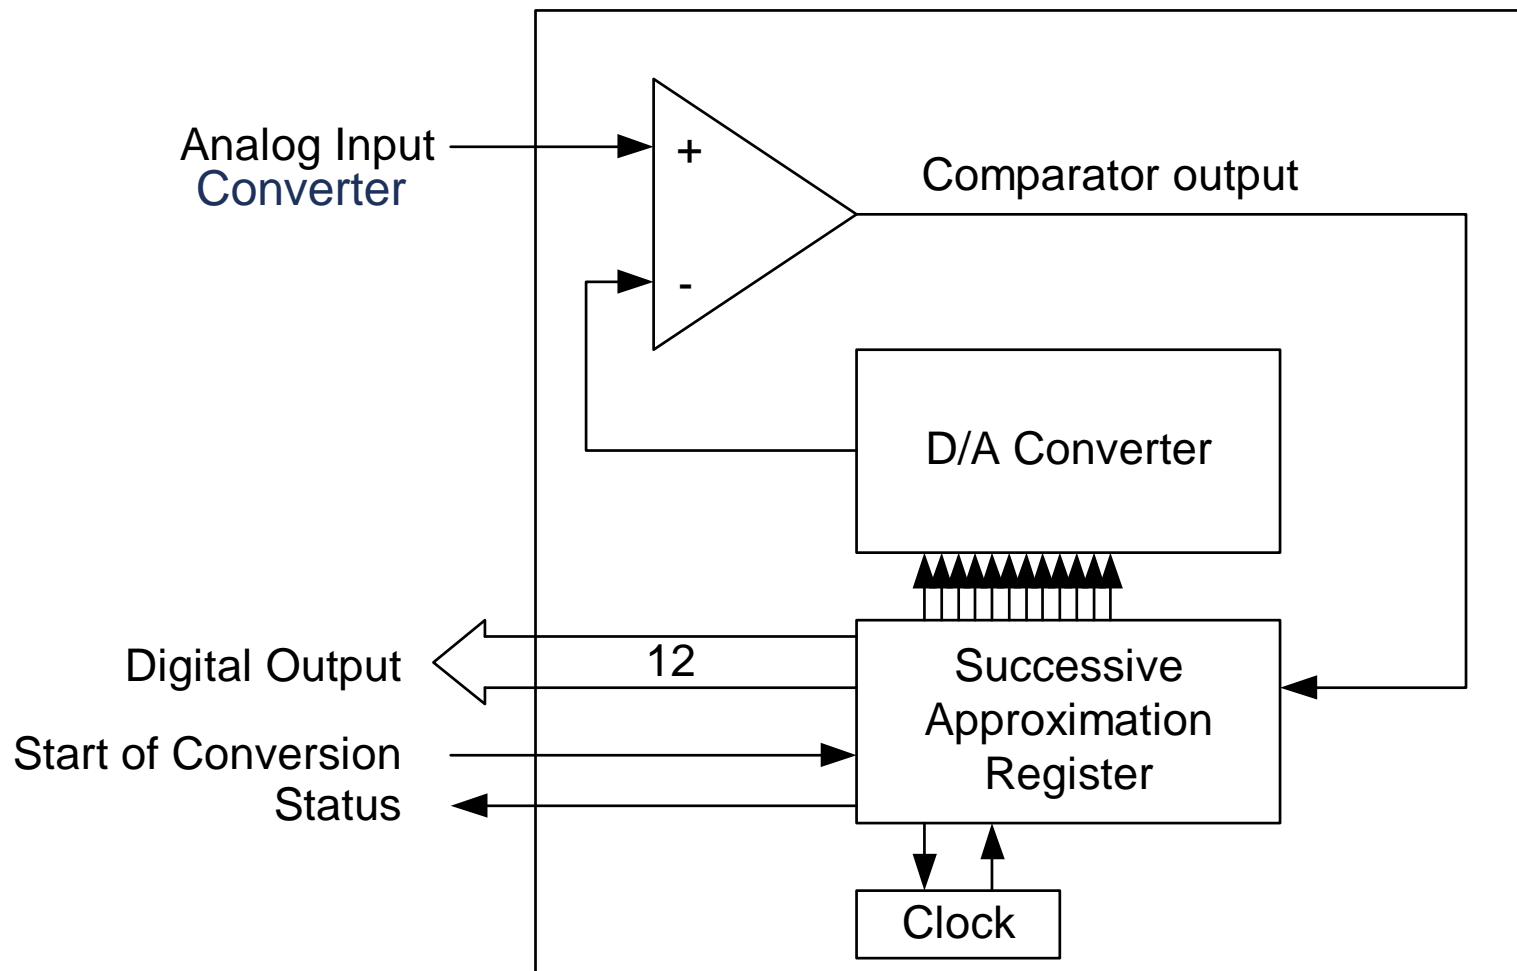 Analog Input
Converter
+
-
Comparator output
D/A Converter
Digital Output
12
Successive
Approximation
Register
Start of Conversion
Status
Clock